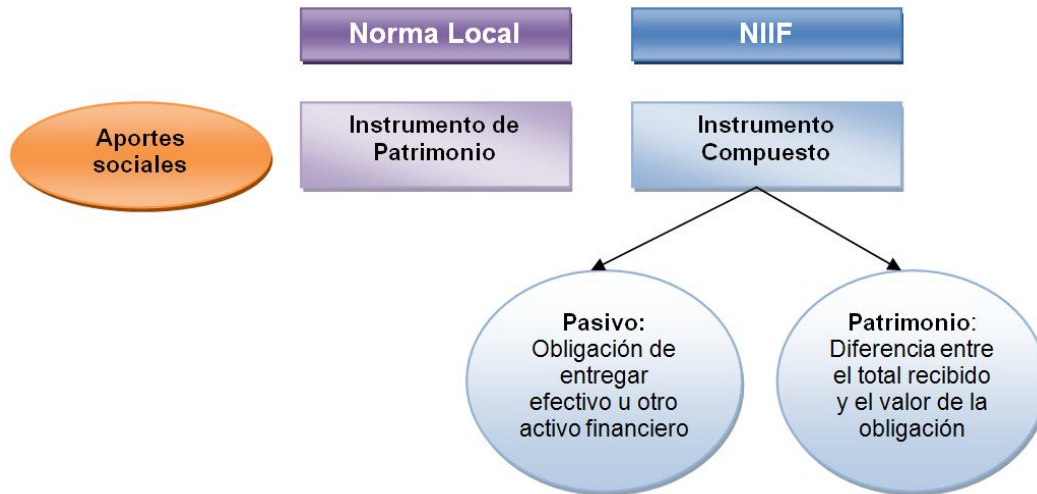 Norma Local
NIIF
Aportes
sociales
Instrumento de
Patrimonio
Instrumento
Compuesto
Pasivo:
Obligación de
entregar
efectivo u otro
activo financiero
Patrimonio:
Diferencia entre
el total recibido
y el valor de la
obligación